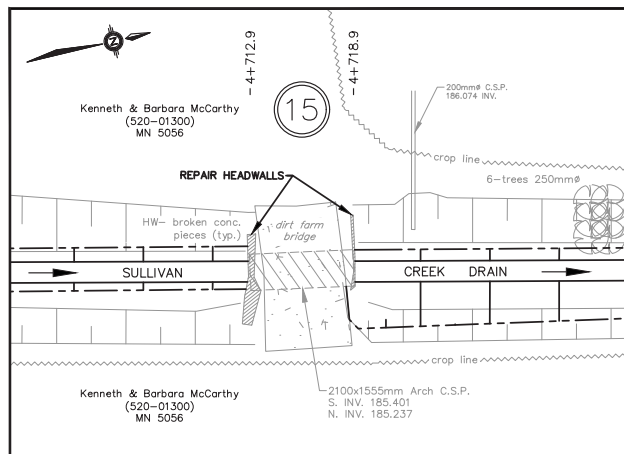 N
-4+712.9
-4+718.9
Kenneth & Barbara McCarthy
(520-01300)
MN 5056
15
200mmø C.S.P.
186.074 INV.
crop line
REPAIR HEADWALLS
6-trees 250mmø
HW- broken conc.
pieces (typ.)
dirt farm
bridge
SULLIVAN
CREEK DRAIN
crop line
Kenneth & Barbara McCarthy
(520-01300)
MN 5056
2100x1555mm Arch C.S.P.
S. INV. 185.401
N. INV. 185.237